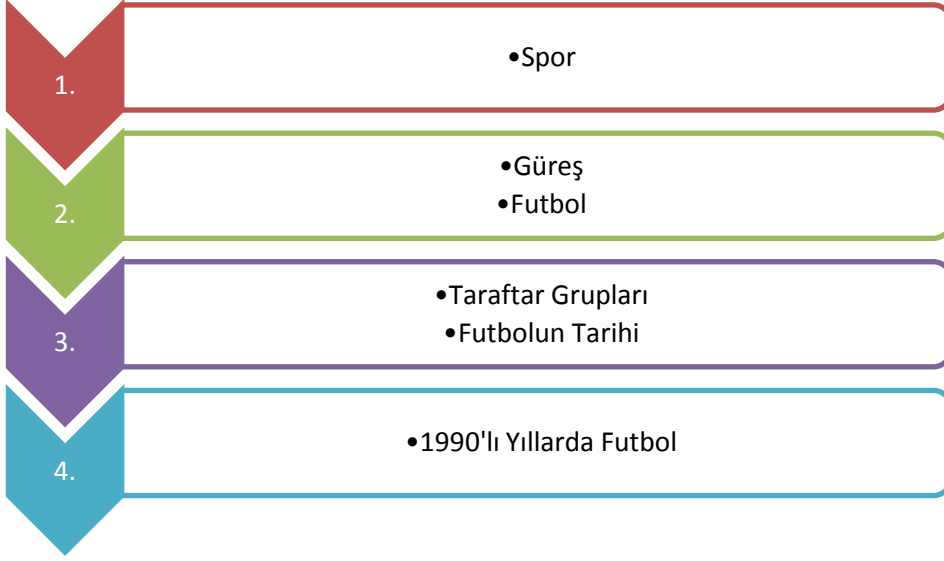 1.
•Spor
2.
•Güreş
•Futbol
3.
•Taraftar Grupları
•Futbolun Tarihi
4.
•1990'lı Yıllarda Futbol